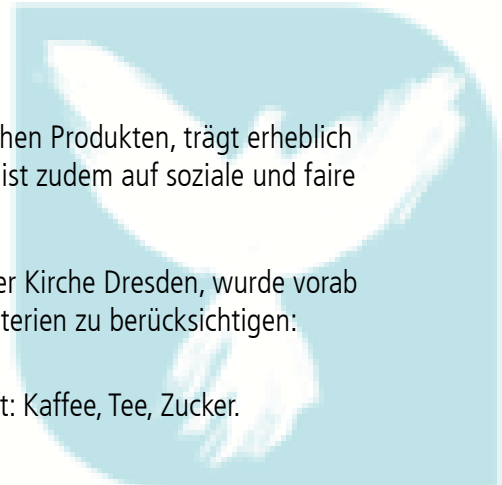 hen Produkten, trägt erheblich
ist zudem auf soziale und faire
er Kirche Dresden, wurde vorab
terien zu berücksichtigen:
t: Kaffee, Tee, Zucker.